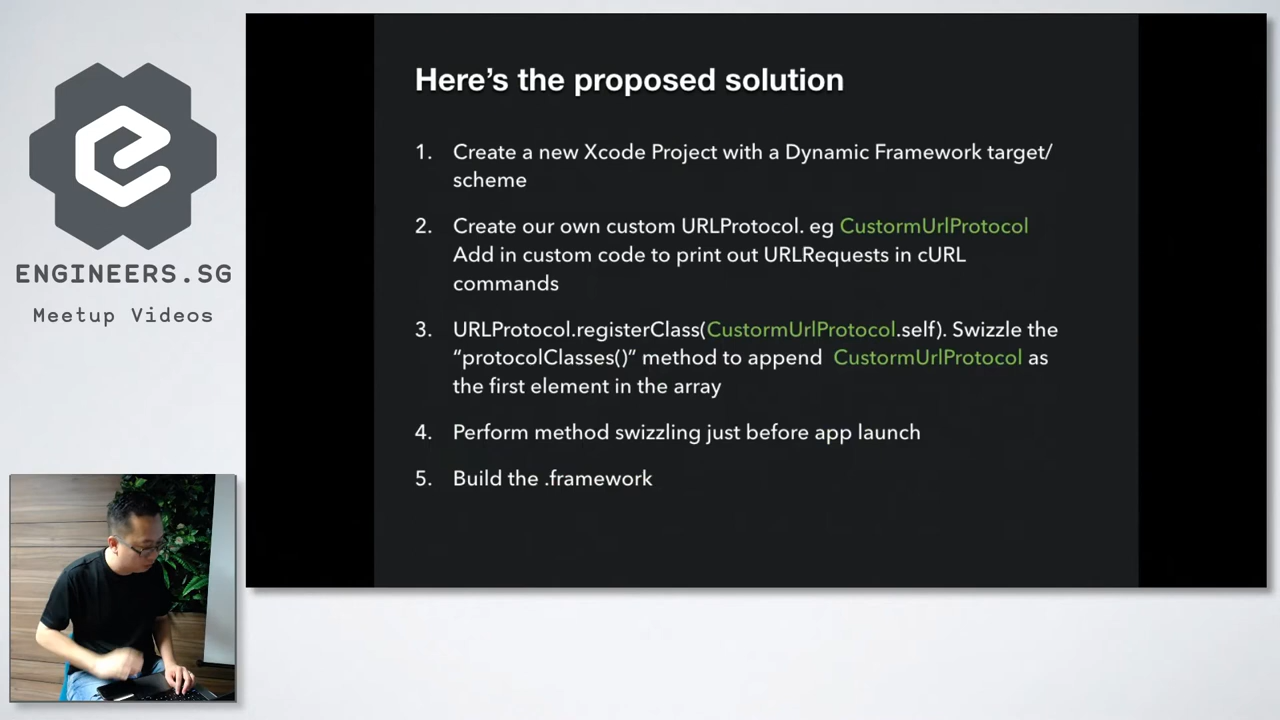 Here’s the proposed solution
1. Create a new Xcode Project with a Dynamic Framework target/
scheme
2. Create our own custom URLProtocol. eg CustormUrlProtocol
Add in custom code to print out URLRequests in cURL
commands
3. URLProtocol.registerClass(CustormUrlProtocol.self). Swizzle the
“protocolClasses()” method to append CustormUrlProtocol as
the first element in the array
4. Perform method swizzling just before app launch
5. Build the .framework
ENGINEERS.SG
Meetup Videos